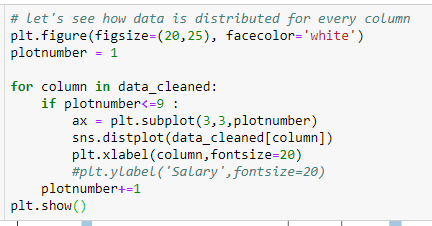 # let's see how data is distributed for every column
plt.figure(figsize=(20,25), facecolor='white')
plotnumber = 1

for column in data_cleaned:
    if plotnumber<=9 :
        ax = plt.subplot(3,3,plotnumber)
        sns.distplot(data_cleaned[column])
        plt.xlabel(column,fontsize=20)
        #plt.ylabel('Salary',fontsize=20)
    plotnumber+=1
plt.show()